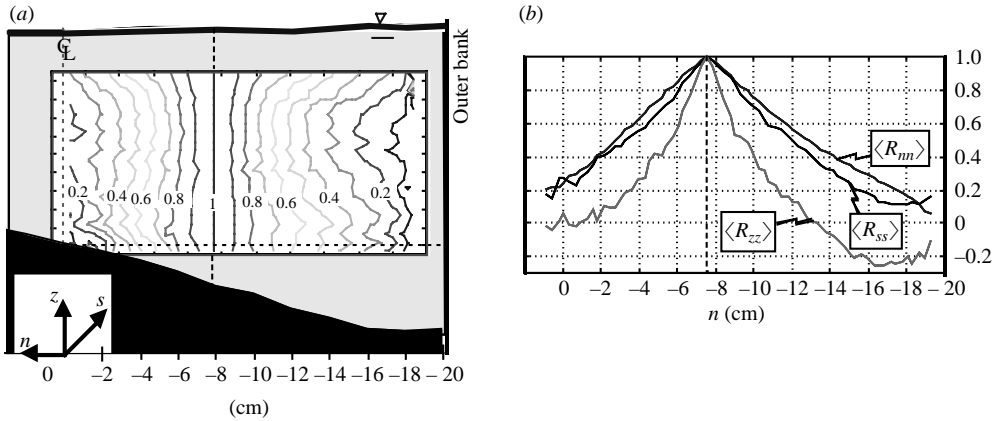 (a)
℄
Outer bank
0.2 0.4 0.6 0.8 1 0.8 0.6 0.4 0.2
z
s
n
0 –2 –4 –6 –8 –10 –12 –14 –16 –18 – 20
(cm)
(b)
1.0
0.8
0.6
0.4
⟨Rnn⟩
0.2
⟨Rzz⟩
⟨Rss⟩
0
–0.2
0 –2 –4 –6 –8 –10 –12 –14 –16 –18 –20
n (cm)